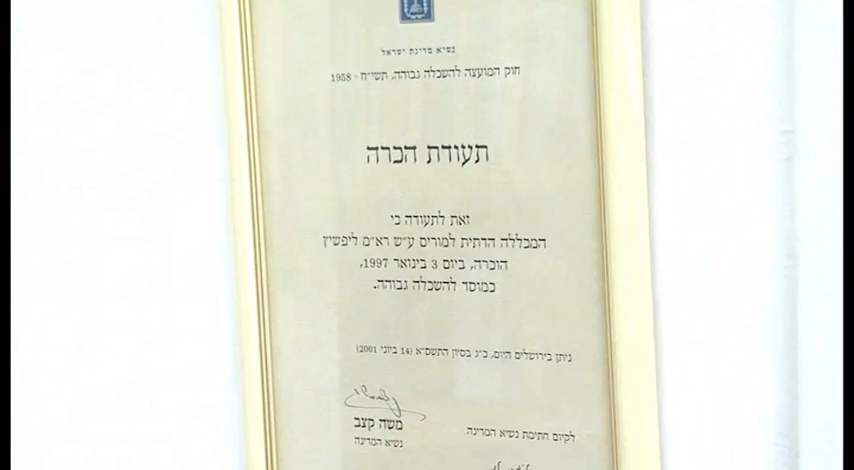 נשיא מדינת ישראל
חוק המועצה להשכלה גבוהה, תשי״ח - 1958
תעודת הכרה
זאת לתעודה כי
המכללה הדתית למורים ע״ש רא״מ ליפשיץ
הוכרה, ביום 3 בינואר 1997,
כמוסד להשכלה גבוהה.
ניתן בירושלים היום, כ״ג בסיון התשס״א (14 ביוני 2001)
משה קצב
נשיא המדינה
לקיום חתימת נשיא המדינה